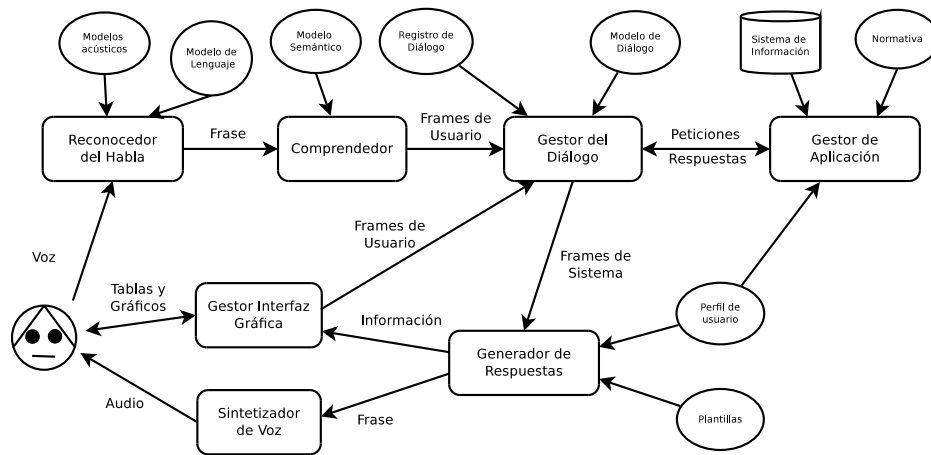 Modelos
acústicos
Modelo de
Lenguaje
Modelo
Semántico
Registro de
Diálogo
Modelo de
Diálogo
Sistema de
Información
Normativa
Reconocedor
del Habla
Frase
Comprendedor
Frames de
Usuario
Gestor del
Diálogo
Peticiones
Respuestas
Gestor de
Aplicación
Voz
Frames de
Usuario
Frames de
Sistema
Tablas y
Gráficos
Gestor Interfaz
Gráfica
Información
Perfil de
usuario
Generador de
Respuestas
Audio
Sintetizador
de Voz
Frase
Plantillas